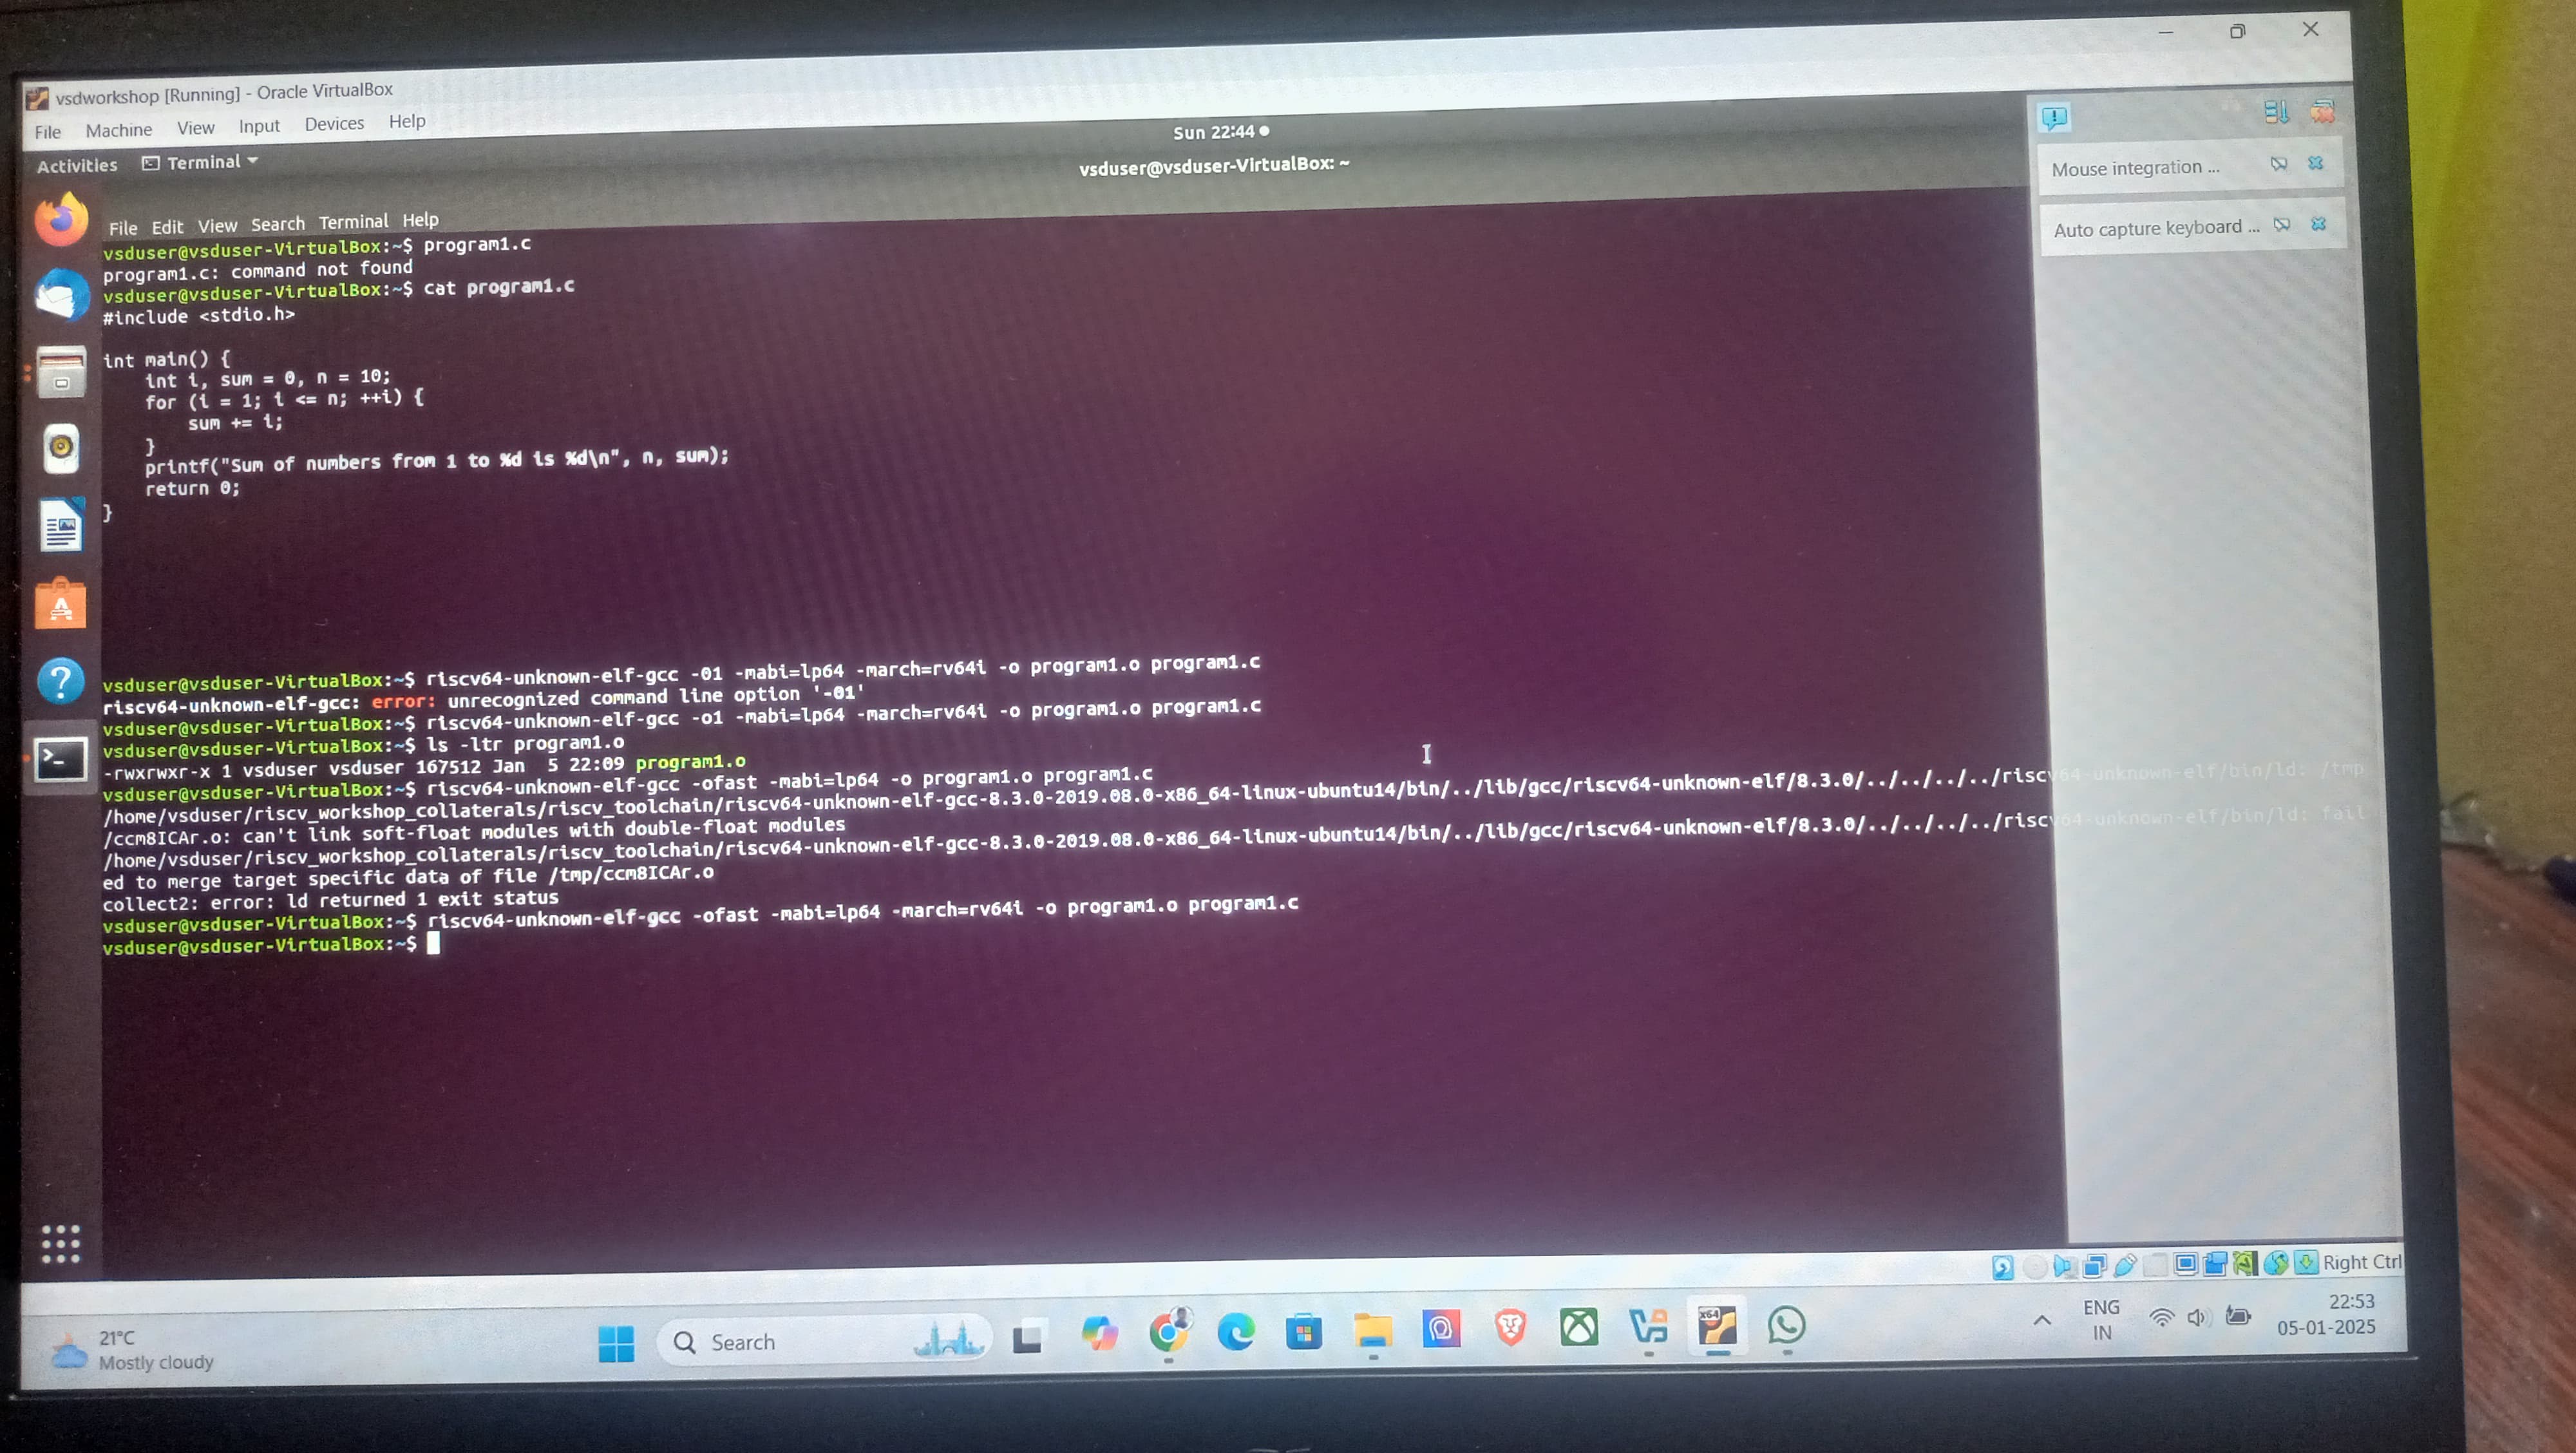 vsdworkshop [Running] - Oracle VirtualBox
File Machine View Input Devices Help
Activities Terminal
Sun 22:44
vsduser@vsduser-VirtualBox: ~
Mouse integration ...
Auto capture keyboard ...
File Edit View Search Terminal Help
vsduser@vsduser-VirtualBox:~$ program1.c
program1.c: command not found
vsduser@vsduser-VirtualBox:~$ cat program1.c
#include <stdio.h>
int main() {
    int i, sum = 0, n = 10;
    for (i = 1; i <= n; ++i) {
        sum += i;
    }
    printf("Sum of numbers from 1 to %d is %d\n", n, sum);
    return 0;
}
vsduser@vsduser-VirtualBox:~$ riscv64-unknown-elf-gcc -01 -mabi=lp64 -march=rv64i -o program1.o program1.c
riscv64-unknown-elf-gcc: error: unrecognized command line option '-01'
vsduser@vsduser-VirtualBox:~$ riscv64-unknown-elf-gcc -o1 -mabi=lp64 -march=rv64i -o program1.o program1.c
vsduser@vsduser-VirtualBox:~$ ls -ltr program1.o
-rwxrwxr-x 1 vsduser vsduser 167512 Jan  5 22:09 program1.o
vsduser@vsduser-VirtualBox:~$ riscv64-unknown-elf-gcc -ofast -mabi=lp64 -o program1.o program1.c
/home/vsduser/riscv_workshop_collaterals/riscv_toolchain/riscv64-unknown-elf-gcc-8.3.0-2019.08.0-x86_64-linux-ubuntu14/bin/../lib/gcc/riscv64-unknown-elf/8.3.0/../../../../riscv64-unknown-elf/bin/ld: /tmp
/ccm8ICAr.o: can't link soft-float modules with double-float modules
/home/vsduser/riscv_workshop_collaterals/riscv_toolchain/riscv64-unknown-elf-gcc-8.3.0-2019.08.0-x86_64-linux-ubuntu14/bin/../lib/gcc/riscv64-unknown-elf/8.3.0/../../../../riscv64-unknown-elf/bin/ld: fail
ed to merge target specific data of file /tmp/ccm8ICAr.o
collect2: error: ld returned 1 exit status
vsduser@vsduser-VirtualBox:~$ riscv64-unknown-elf-gcc -ofast -mabi=lp64 -march=rv64i -o program1.o program1.c
vsduser@vsduser-VirtualBox:~$
Right Ctrl
21°C
Mostly cloudy
Search
x64
ENG
IN
22:53
05-01-2025